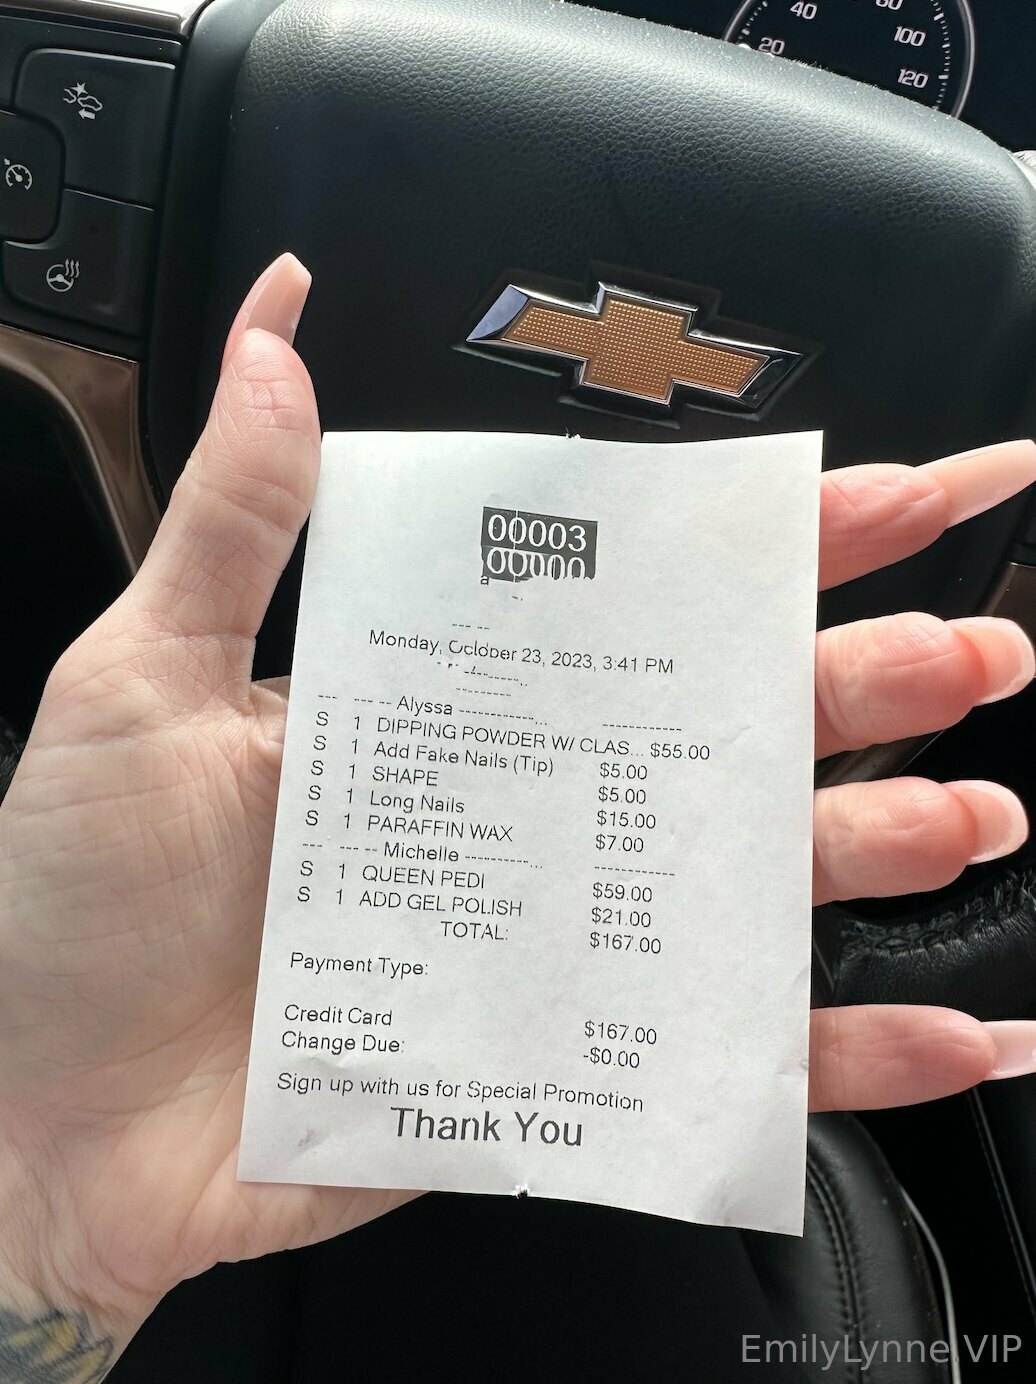 40
60
20
100
120
00003
Monday, October 23, 2023, 3:41 PM
--- --- -- Alyssa ------------... ------------
S 1 DIPPING POWDER W/ CLAS... $55.00
S 1 Add Fake Nails (Tip) $5.00
S 1 SHAPE $5.00
S 1 Long Nails $15.00
S 1 PARAFFIN WAX $7.00
--- --- -- Michelle ----------... ------------
S 1 QUEEN PEDI $59.00
S 1 ADD GEL POLISH $21.00
TOTAL: $167.00
Payment Type:
Credit Card $167.00
Change Due: -$0.00
Sign up with us for Special Promotion
Thank You
EmilyLynne.VIP